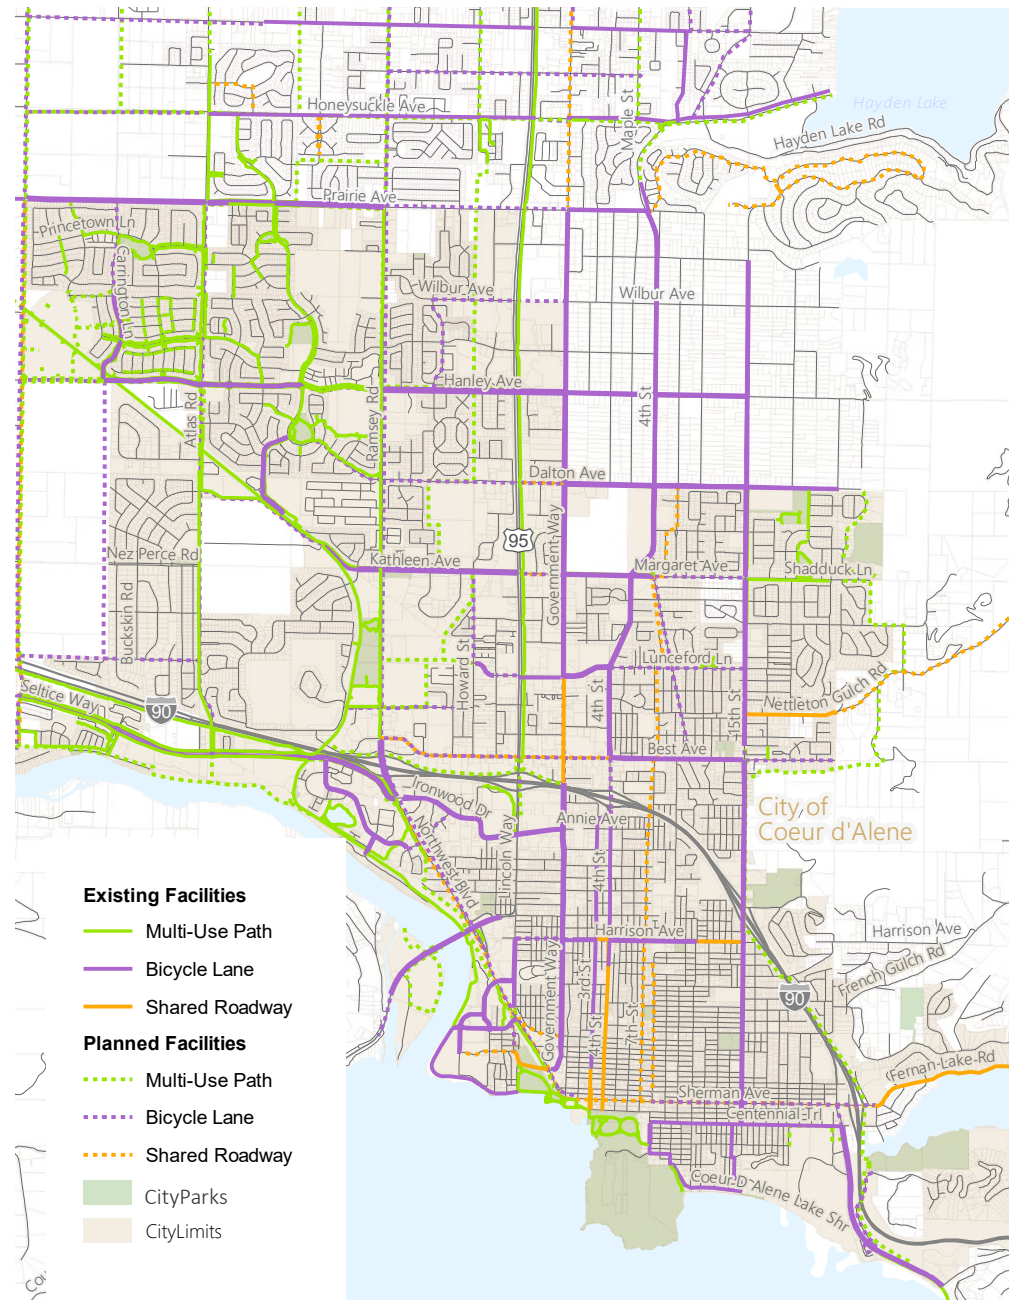 Hayden Lake
Honeysuckle Ave
Maple St
Hayden Lake Rd
Prairie Ave
Princetown Ln
Carrington Ln
Wilbur Ave
Wilbur Ave
Hanley Ave
4th St
Atlas Rd
Ramsey Rd
Dalton Ave
95
Government Way
Nez Perce Rd
Kathleen Ave
Margaret Ave
Shadduck Ln
Buckskin Rd
Howard St
Lunceford Ln
Nettleton Gulch Rd
4th St
15th St
Seltice Way
90
Best Ave
Ironwood Dr
Annie Ave
City of
Coeur d'Alene
Northwest Blvd
Lincoln Way
4th St
Existing Facilities
Multi-Use Path
Bicycle Lane
Shared Roadway
Planned Facilities
Multi-Use Path
Bicycle Lane
Shared Roadway
CityParks
CityLimits
Harrison Ave
Harrison Ave
French Gulch Rd
3rd St
Government Way
90
7th St
4th St
Fernan Lake Rd
Sherman Ave
Centennial Trl
Coeur D Alene Lake Shr